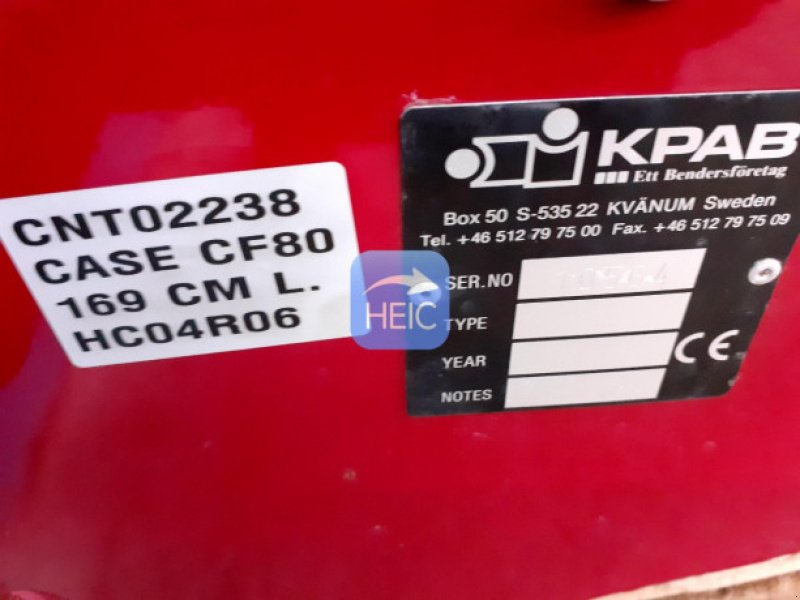 CNT02238
CASE CF80
169 CM L.
HC04R06
HEIC
KPAB
Ett Bendersföretag
Box 50 S-535 22 KVÄNUM Sweden
Tel. +46 512 79 75 00 Fax. +46 512 79 75 09
SER.NO
TYPE
YEAR
CE
NOTES